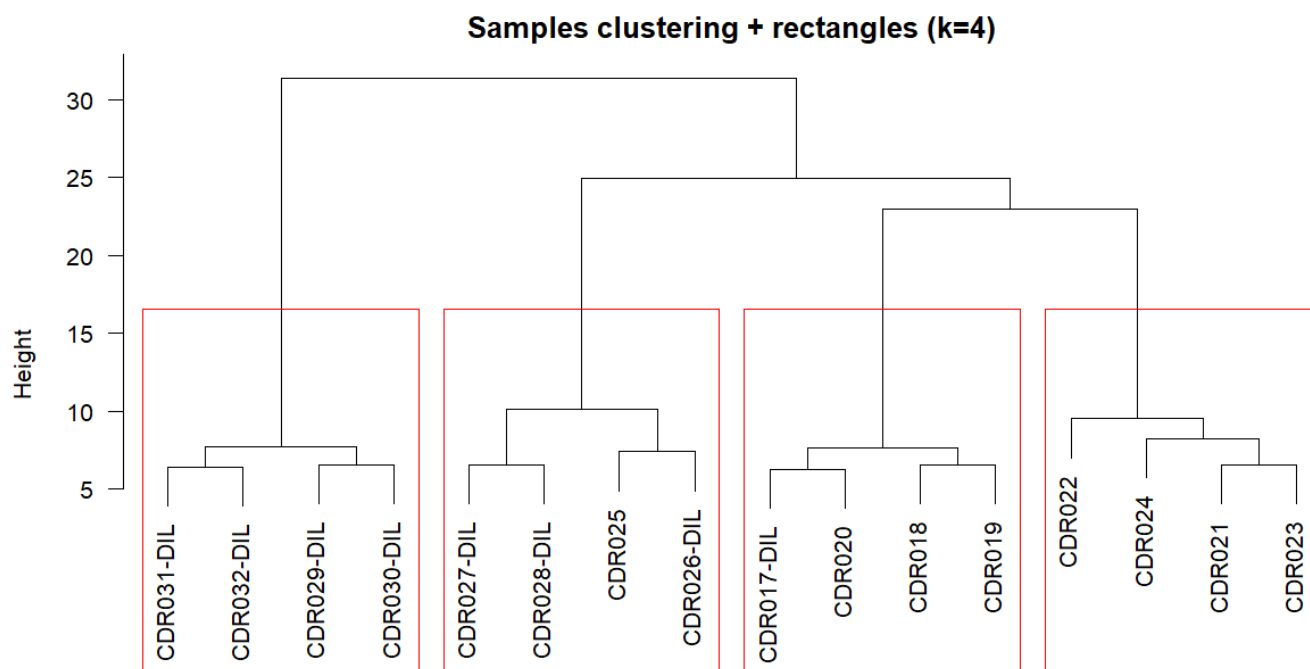 Samples clustering + rectangles (k=4)
Height
30
25
20
15
10
5
CDR031-DIL
CDR032-DIL
CDR029-DIL
CDR030-DIL
CDR027-DIL
CDR028-DIL
CDR025
CDR026-DIL
CDR017-DIL
CDR020
CDR018
CDR019
CDR022
CDR024
CDR021
CDR023